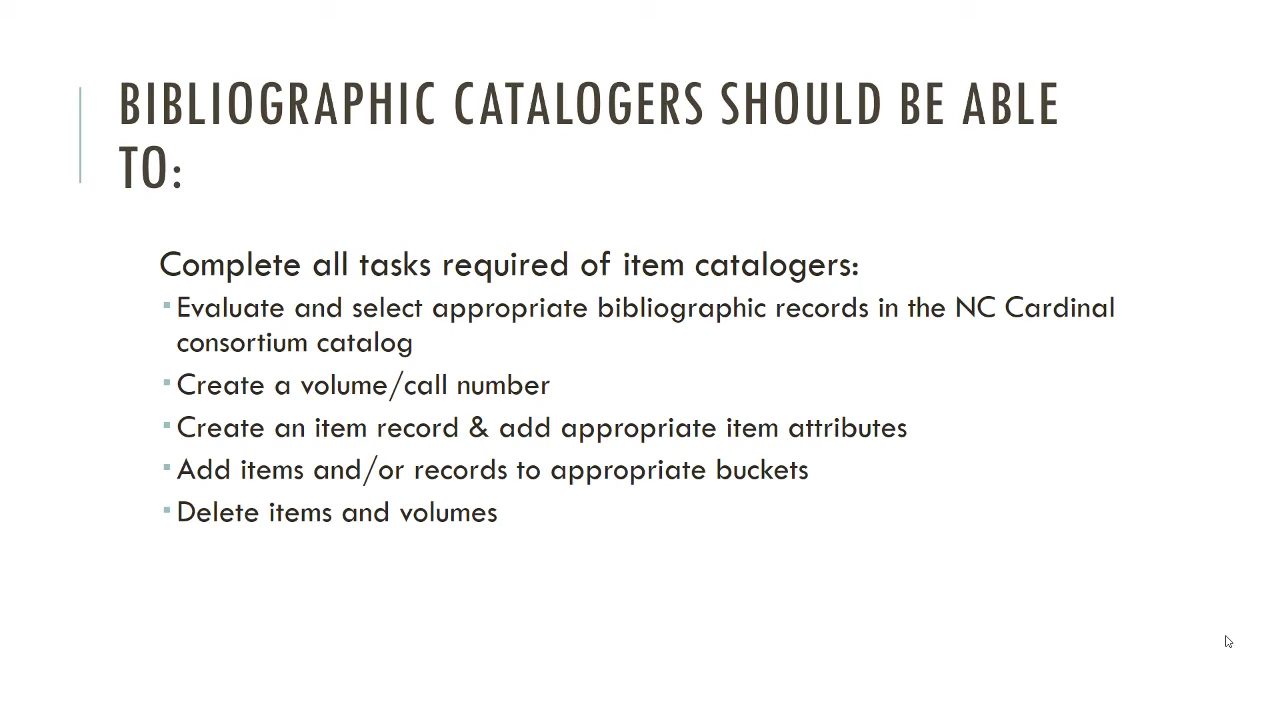 BIBLIOGRAPHIC CATALOGERS SHOULD BE ABLE
TO:
Complete all tasks required of item catalogers:
▪ Evaluate and select appropriate bibliographic records in the NC Cardinal
consortium catalog
▪ Create a volume/call number
▪ Create an item record & add appropriate item attributes
▪ Add items and/or records to appropriate buckets
▪ Delete items and volumes